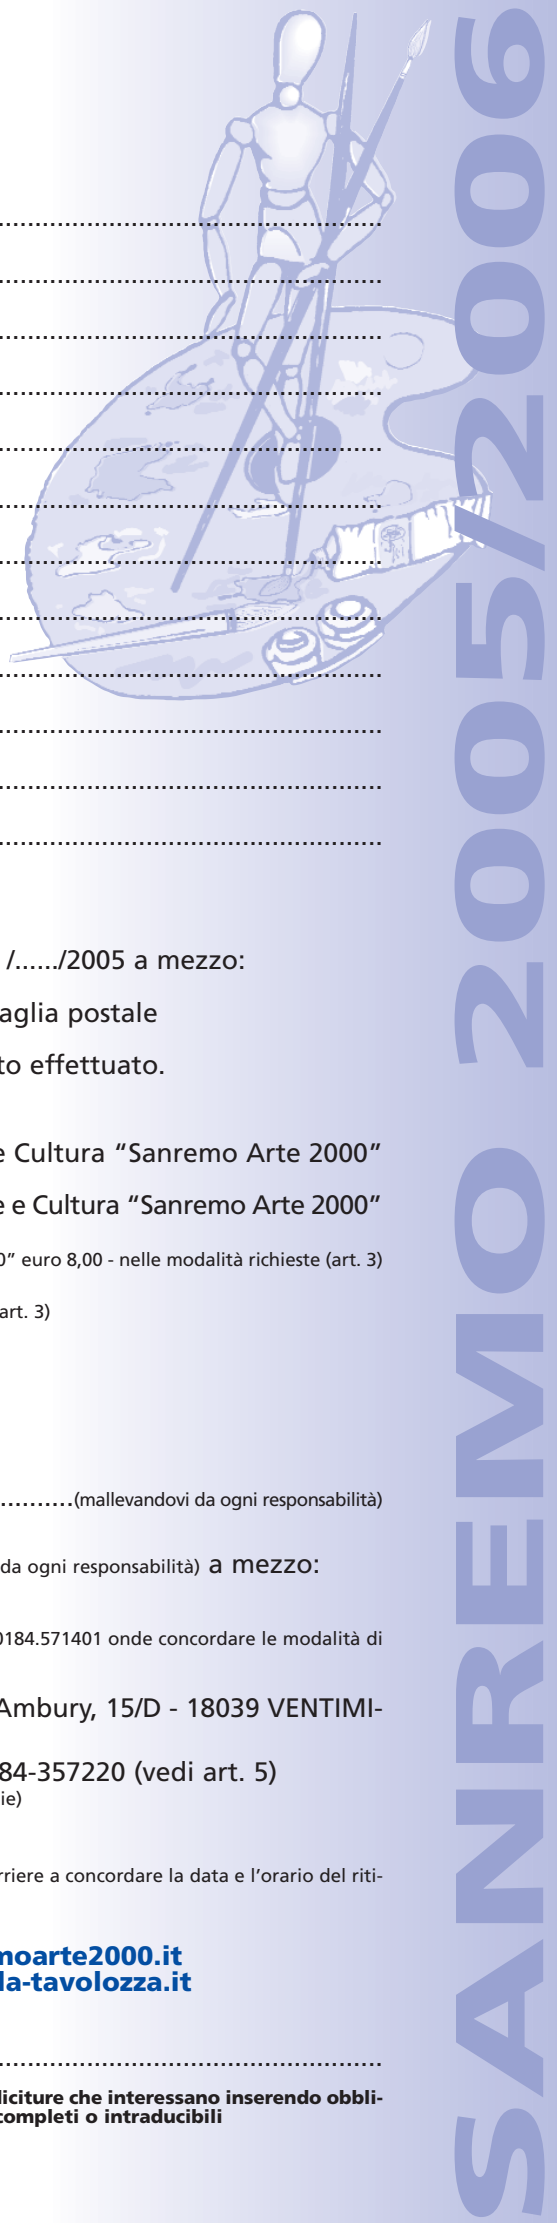 /....../2005 a mezzo:
aglia postale
to effettuato.
e Cultura “Sanremo Arte 2000”
e e Cultura “Sanremo Arte 2000”
0” euro 8,00 - nelle modalità richieste (art. 3)
art. 3)
..........(mallevandovi da ogni responsabilità)
da ogni responsabilità) a mezzo:
0184.571401 onde concordare le modalità di
Ambury, 15/D - 18039 VENTIMI-
84-357220 (vedi art. 5)
ie)
rriere a concordare la data e l’orario del riti-
moarte2000.it
la-tavolozza.it
diciture che interessano inserendo obbli-
completi o intraducibili
SANREMO 2005/2006